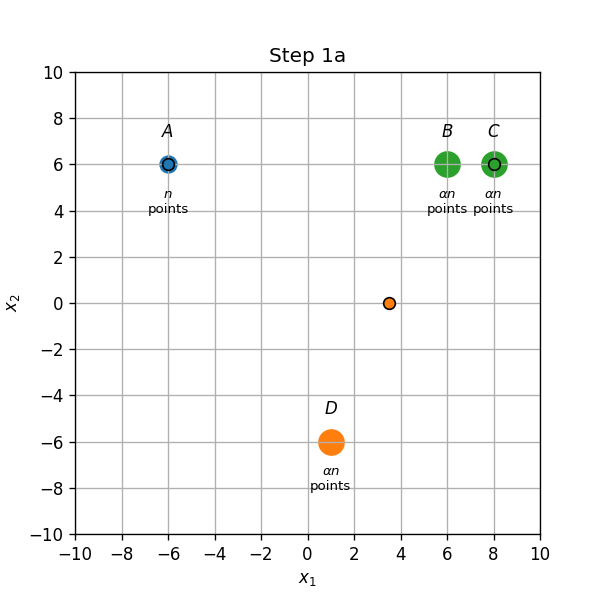 Step 1a
10
8
6
4
2
0
−2
−4
−6
−8
−10
x₂
A
n
points
B
αn
points
C
αn
points
D
αn
points
−10 −8 −6 −4 −2 0 2 4 6 8 10
x₁